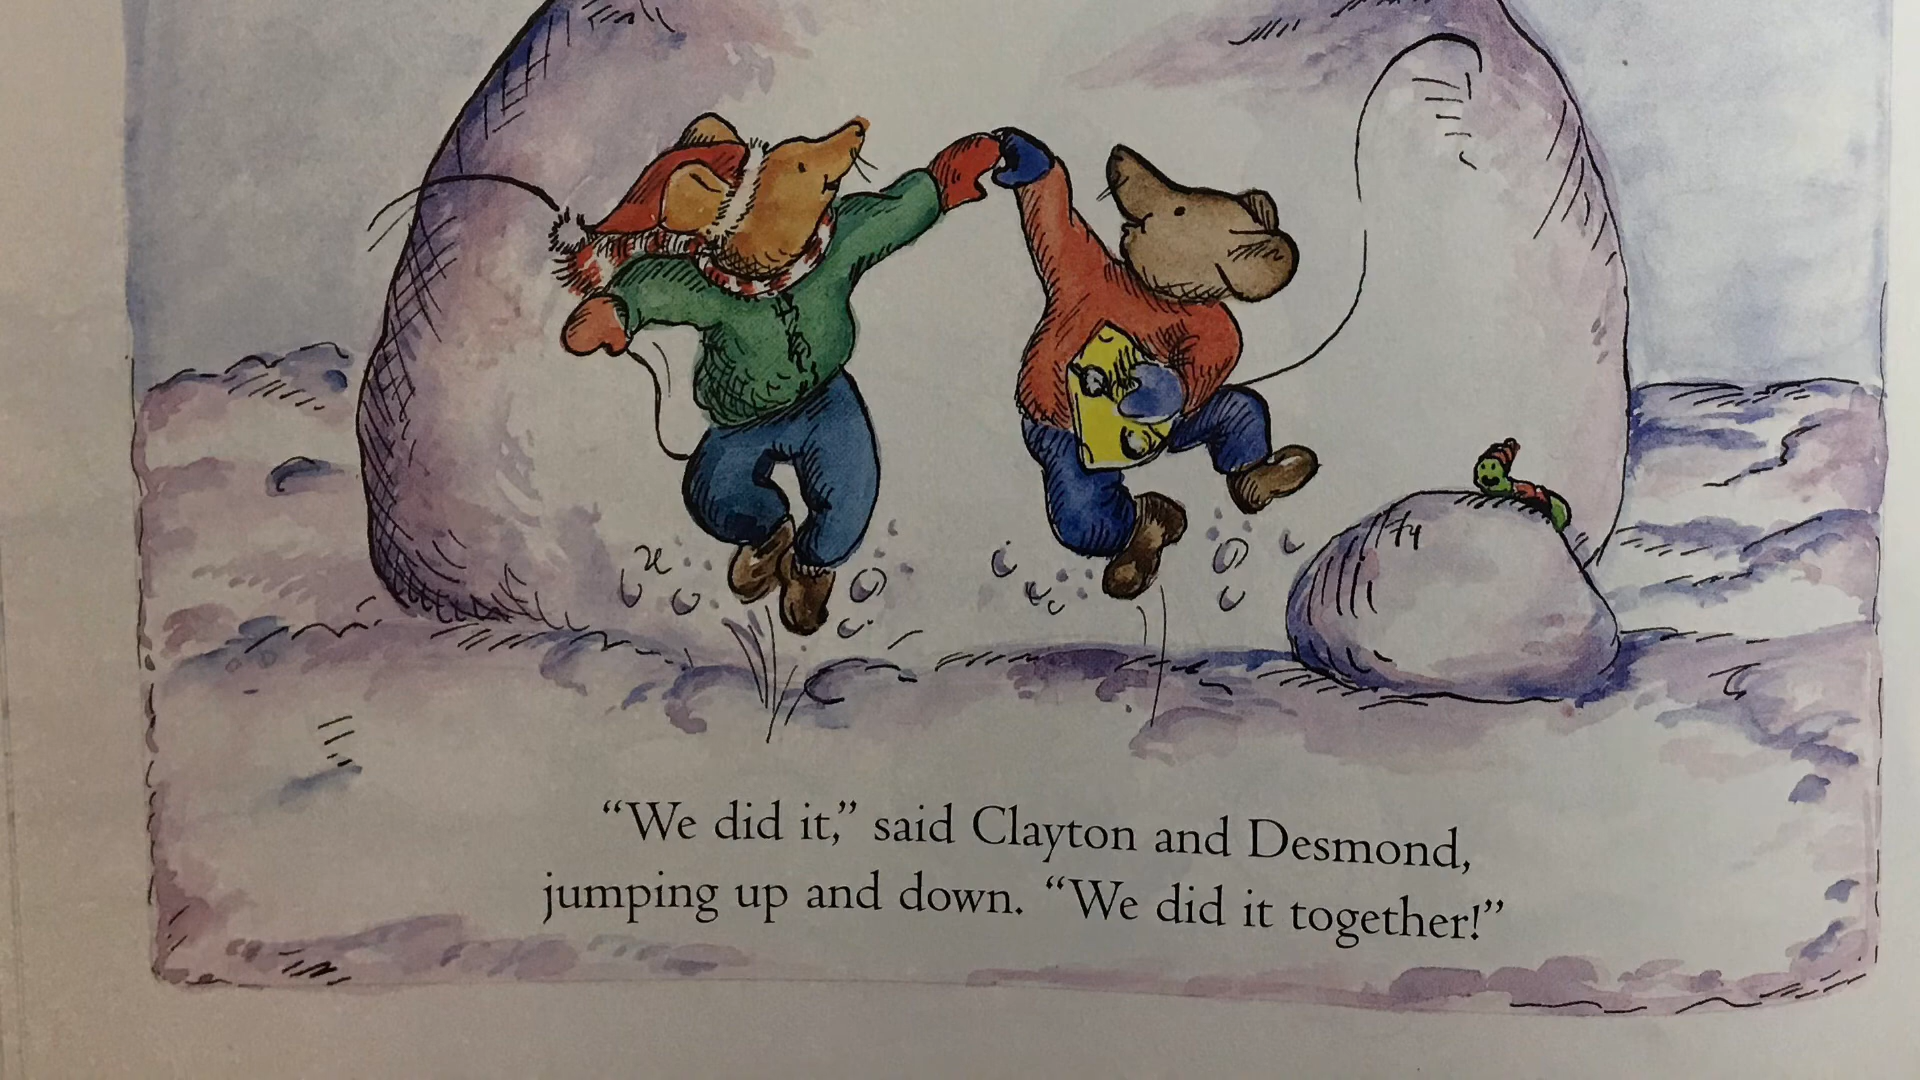 “We did it,” said Clayton and Desmond,
jumping up and down. “We did it together!”